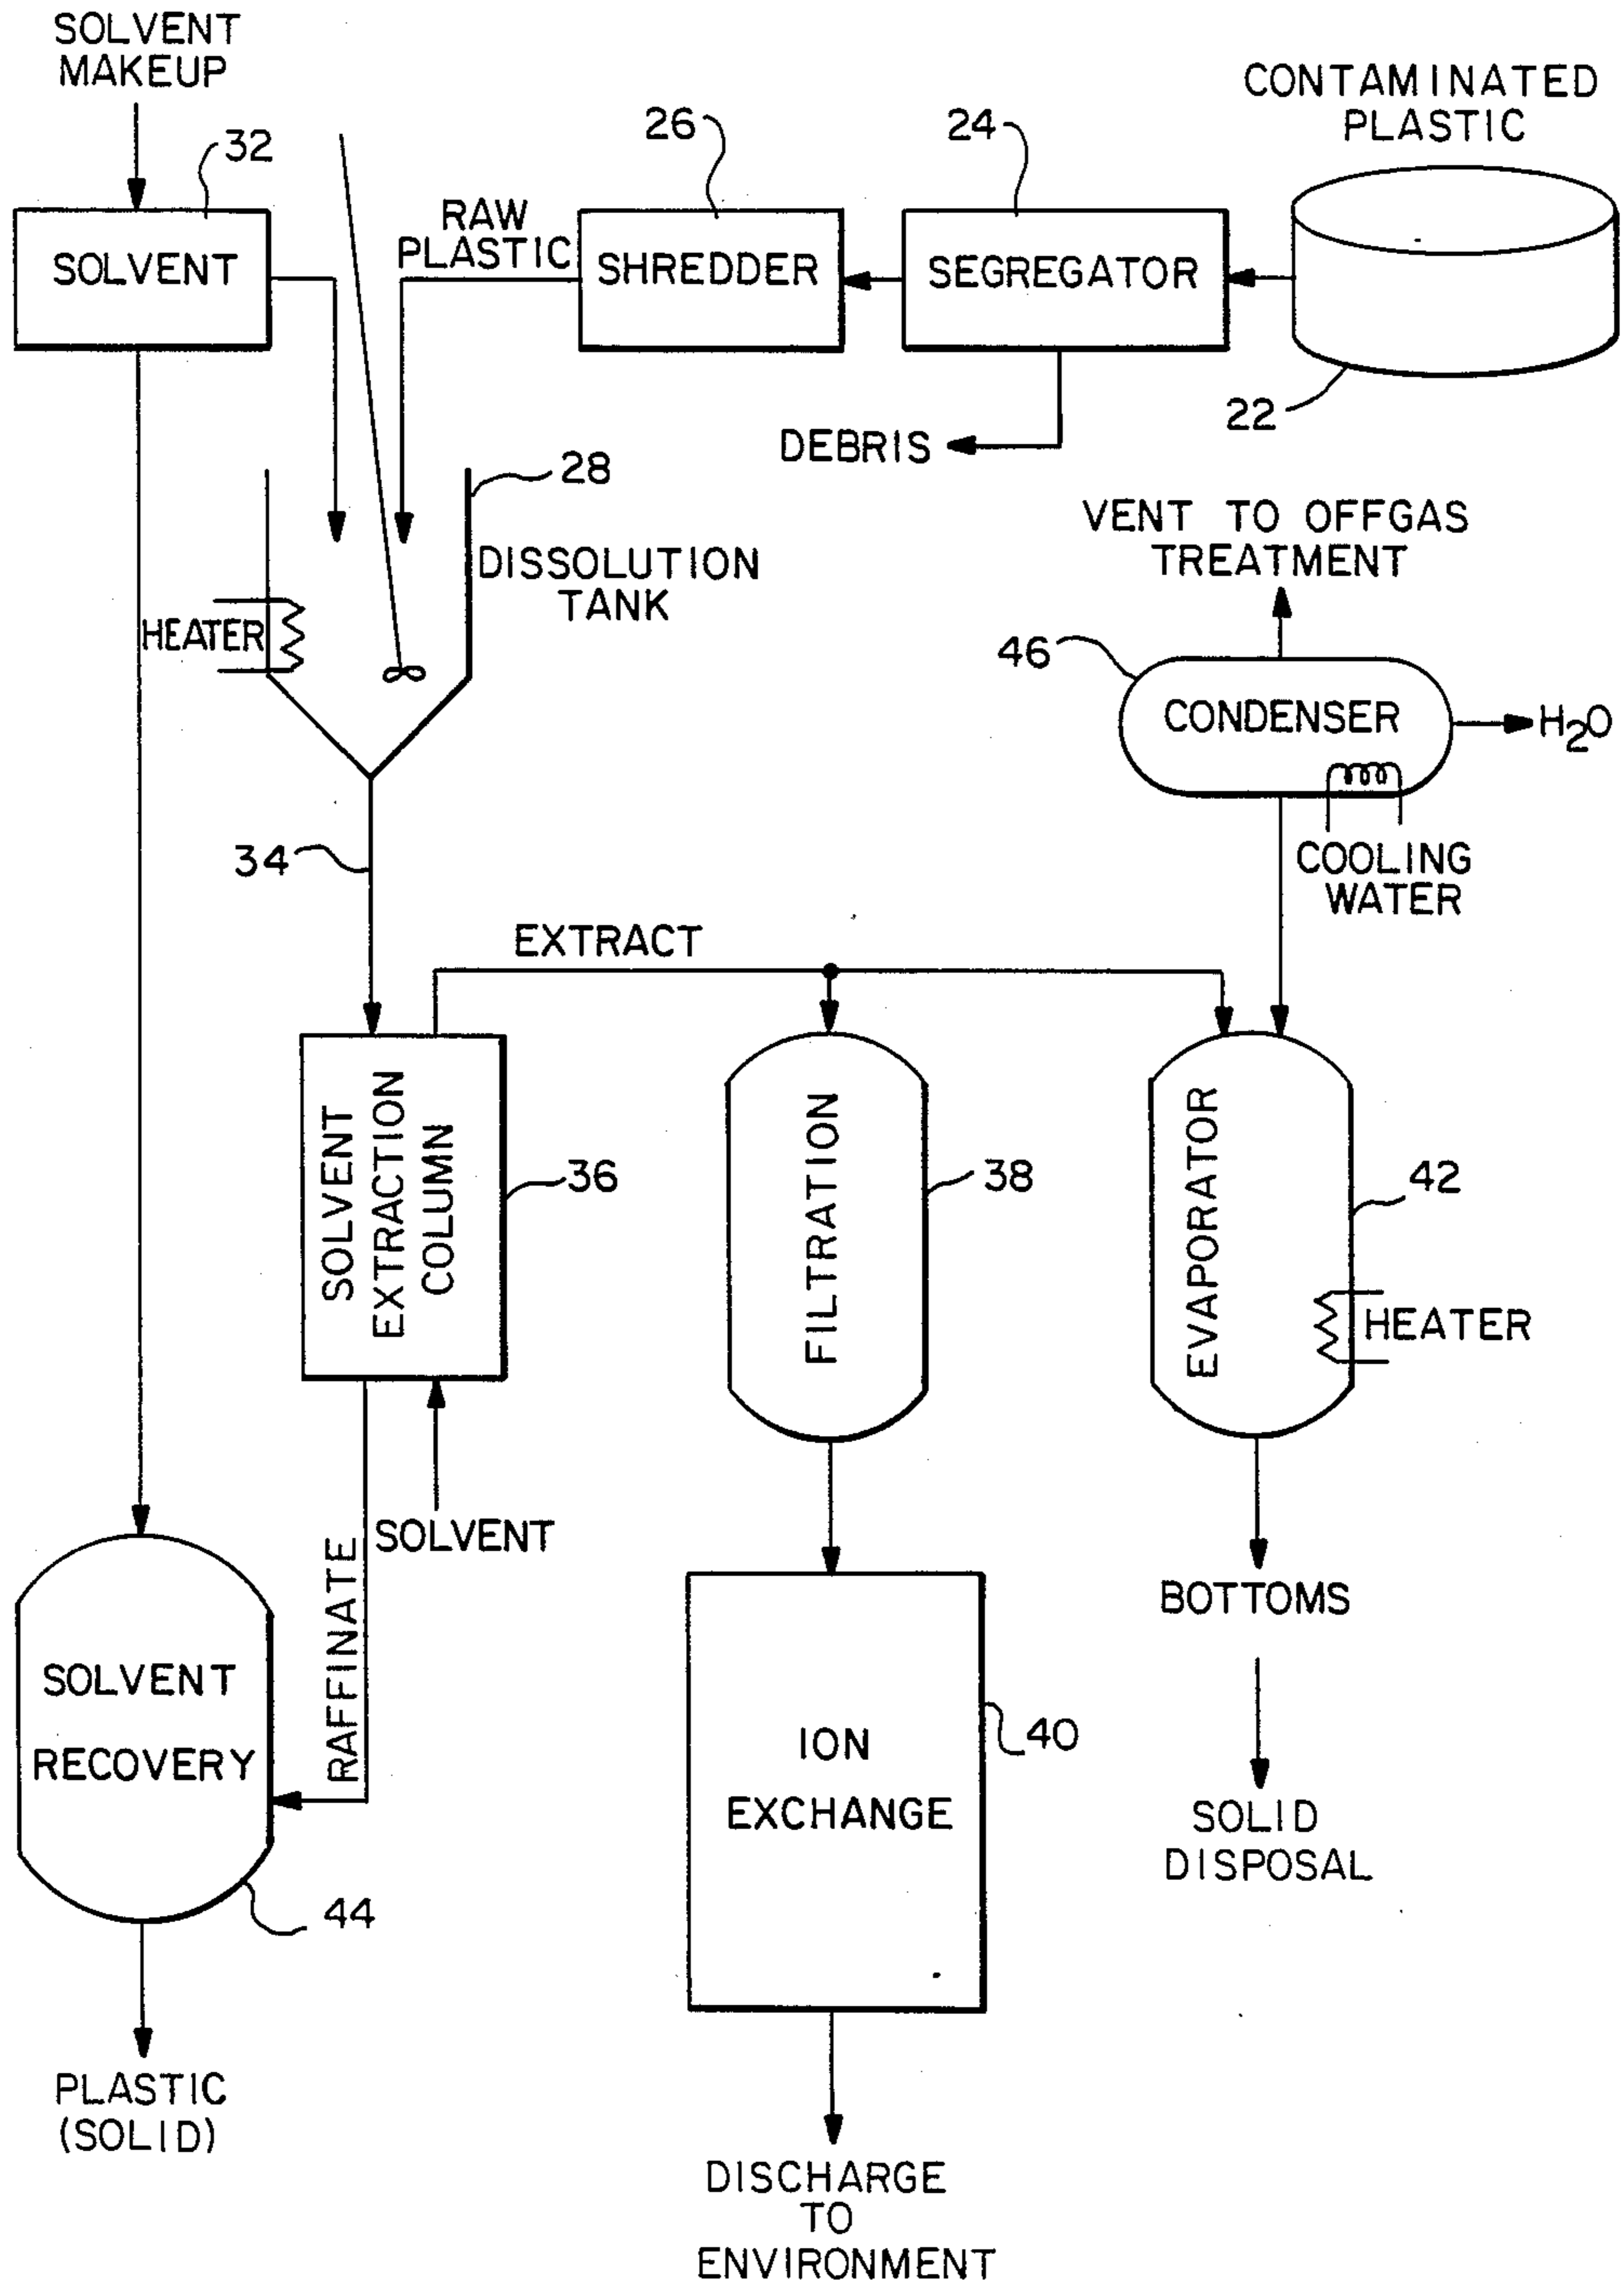 SOLVENT
MAKEUP
32
SOLVENT
RAW
PLASTIC
26
SHREDDER
24
SEGREGATOR
CONTAMINATED
PLASTIC
22
DEBRIS
28
DISSOLUTION
TANK
HEATER
VENT TO OFFGAS
TREATMENT
46
CONDENSER
H2O
COOLING
WATER
34
EXTRACT
SOLVENT
EXTRACTION
COLUMN
36
FILTRATION
38
EVAPORATOR
42
HEATER
SOLVENT
RAFFINATE
BOTTOMS
SOLVENT
RECOVERY
44
ION
EXCHANGE
40
SOLID
DISPOSAL
PLASTIC
(SOLID)
DISCHARGE
TO
ENVIRONMENT